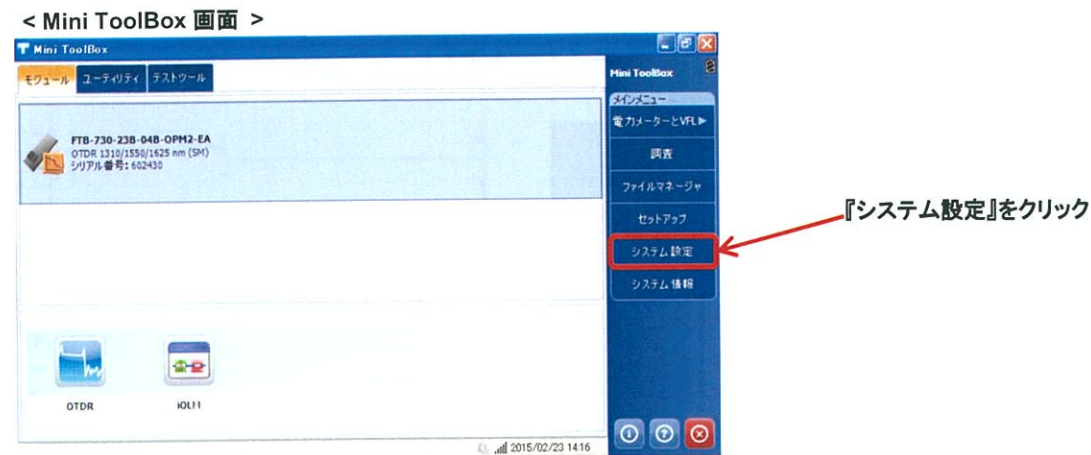 < Mini ToolBox 画面 >
Mini ToolBox
モジュール ユーティリティ テストツール
FTB-730-23B-04B-OPM2-EA
OTDR 1310/1550/1625 nm (SM)
シリアル番号: 602430
OTDR iOLM
2015/02/23 14:16
Mini ToolBox
メインメニュー
電力メーターとVFL
調査
ファイルマネージャ
セットアップ
システム設定
システム情報
『システム設定』をクリック